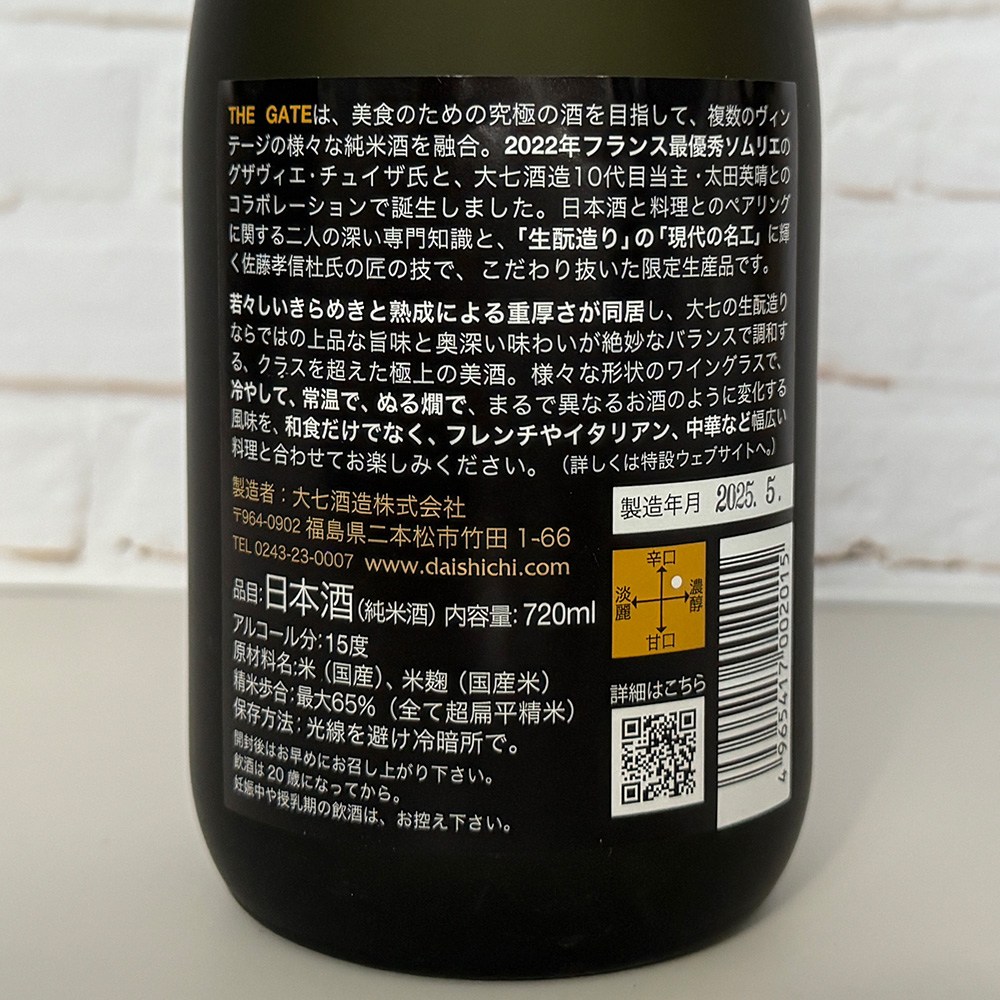 THE GATEは、美食のための究極の酒を目指して、複数のヴィン
テージの様々な純米酒を融合。2022年フランス最優秀ソムリエの
グザヴィエ・チュイザ氏と、大七酒造10代目当主・太田英晴との
コラボレーションで誕生しました。日本酒と料理とのペアリング
に関する二人の深い専門知識と、「生酛造り」の「現代の名工」に輝
く佐藤孝信杜氏の匠の技で、こだわり抜いた限定生産品です。
若々しいきらめきと熟成による重厚さが同居し、大七の生酛造り
ならではの上品な旨味と奥深い味わいが絶妙なバランスで調和す
る、クラスを超えた極上の美酒。様々な形状のワイングラスで、
冷やして、常温で、ぬる燗で、まるで異なるお酒のように変化する
風味を、和食だけでなく、フレンチやイタリアン、中華など幅広い
料理と合わせてお楽しみください。（詳しくは特設ウェブサイトへ。）
製造者：大七酒造株式会社
〒964-0902 福島県二本松市竹田 1-66
TEL 0243-23-0007 www.daishichi.com
品目:日本酒(純米酒) 内容量:720ml
アルコール分:15度
原材料名:米（国産）、米麹（国産米）
精米歩合:最大65%（全て超扁平精米）
保存方法:光線を避け冷暗所で。
開封後はお早めにお召し上がり下さい。
飲酒は20歳になってから。
妊娠中や授乳期の飲酒は、お控え下さい。
製造年月 2025. 5.
辛口
淡麗
濃醇
甘口
詳細はこちら
4 965417 002015